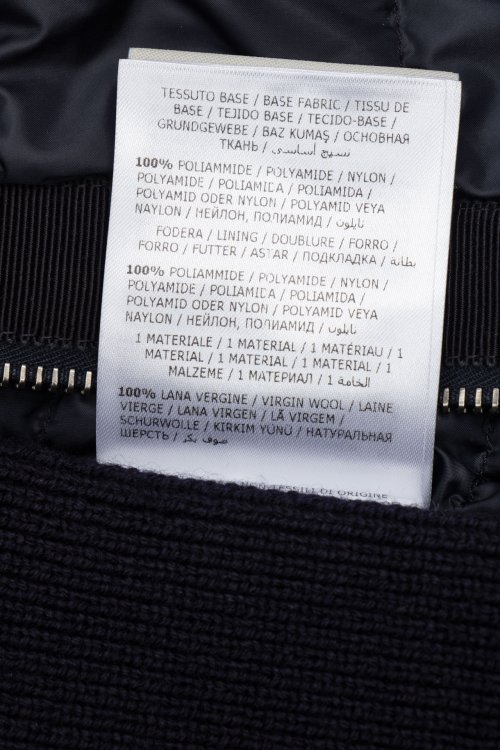 TESSUTO BASE / BASE FABRIC / TISSU DE
BASE / TEJIDO BASE / TECIDO-BASE /
GRUNDGEWEBE / BAZ KUMAŞ / ОСНОВНАЯ
ТКАНЬ / نسيج أساسى /
100% POLIAMMIDE / POLYAMIDE / NYLON /
POLYAMIDE / POLIAMIDA / POLIAMIDA /
POLYAMID ODER NYLON / POLYAMID VEYA
NAYLON / НЕЙЛОН, ПОЛИАМИД / نايلون
FODERA / LINING / DOUBLURE / FORRO /
FORRO / FUTTER / ASTAR / ПОДКЛАДКА / بطانة
100% POLIAMMIDE / POLYAMIDE / NYLON /
POLYAMIDE / POLIAMIDA / POLIAMIDA /
POLYAMID ODER NYLON / POLYAMID VEYA
NAYLON / НЕЙЛОН, ПОЛИАМИД / نايلون
1 MATERIALE / 1 MATERIAL / 1 MATÉRIAU / 1
MATERIAL / 1 MATERIAL / 1 MATERIAL / 1
MALZEME / 1 МАТЕРИАЛ / 1 الخامة
100% LANA VERGINE / VIRGIN WOOL / LAINE
VIERGE / LANA VIRGEN / LÃ VIRGEM /
SCHURWOLLE / KIRKIM YÜNÜ / НАТУРАЛЬНАЯ
ШЕРСТЬ / صوف بكر
TESSILI DI ORIGINE